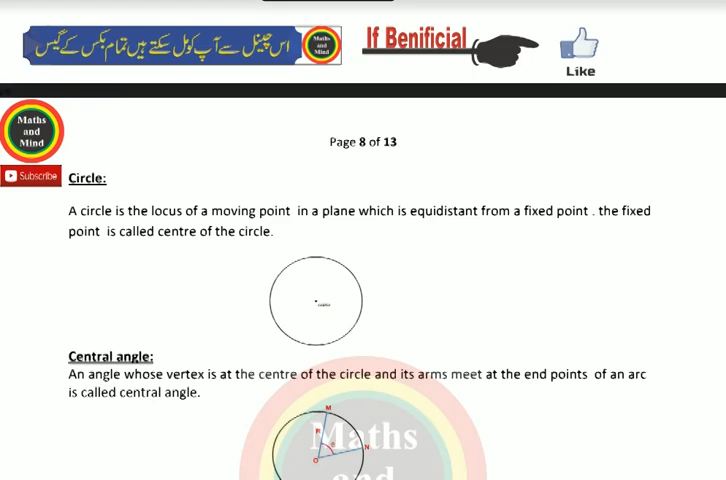 اس چینل سے آپ کو مل سکتے ہیں تمام بکس کے گیس
Maths
and
Mind
If Benificial
Like
Maths
and
Mind
Page 8 of 13
Subscribe
Circle:
A circle is the locus of a moving point in a plane which is equidistant from a fixed point . the fixed
point is called centre of the circle.
Central angle:
An angle whose vertex is at the centre of the circle and its arms meet at the end points of an arc
is called central angle.
M
R
θ
N
O
Maths
and